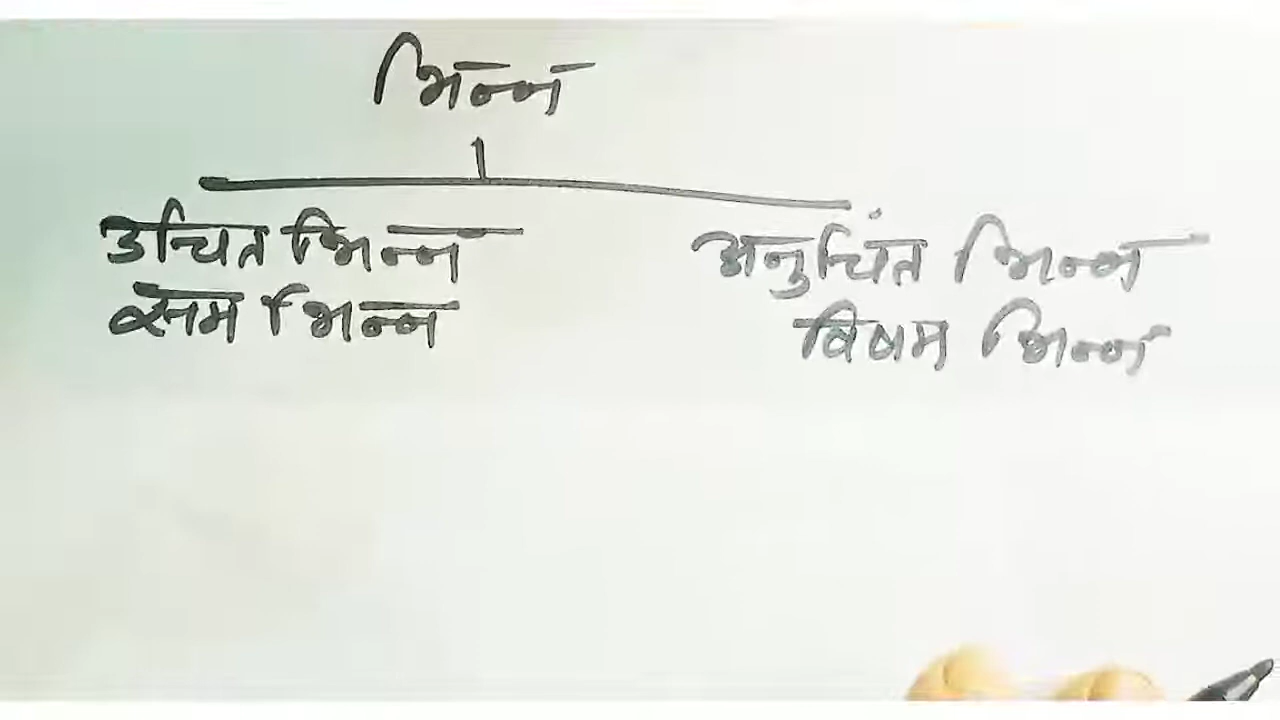 भिन्न
उचित भिन्न
सम भिन्न
अनुचित भिन्न
विषम भिन्न